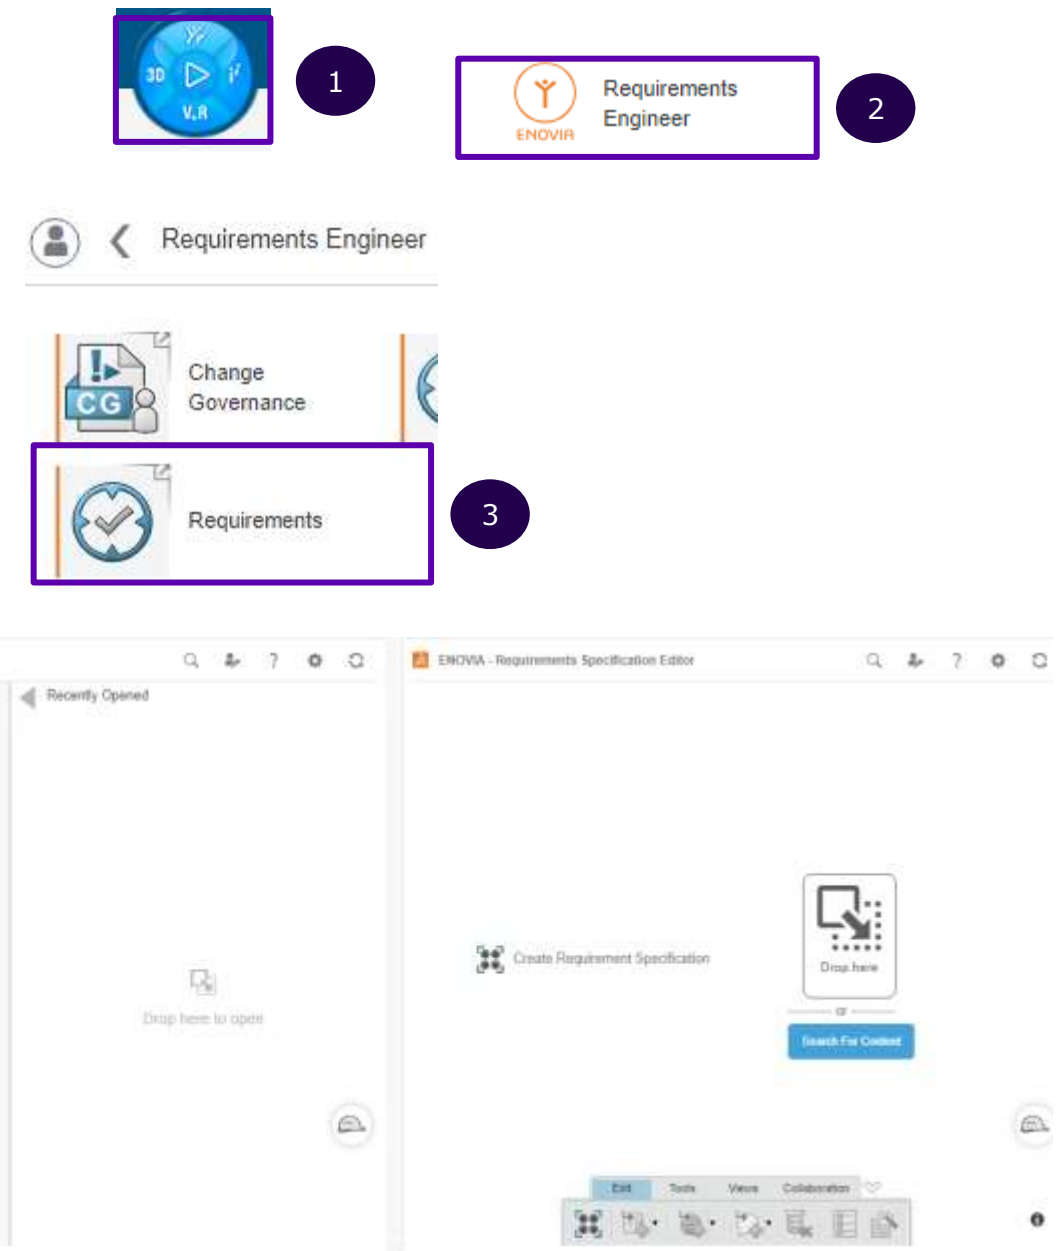 3D
V.R
1
ENOVIA
Requirements
Engineer
2
Requirements Engineer
CG
Change
Governance
Requirements
3
Recently Opened
Drop here to open
ENOVIA - Requirements Specification Editor
Create Requirement Specification
Drop here
or
Search For Content
Edit Tools Views Collaboration